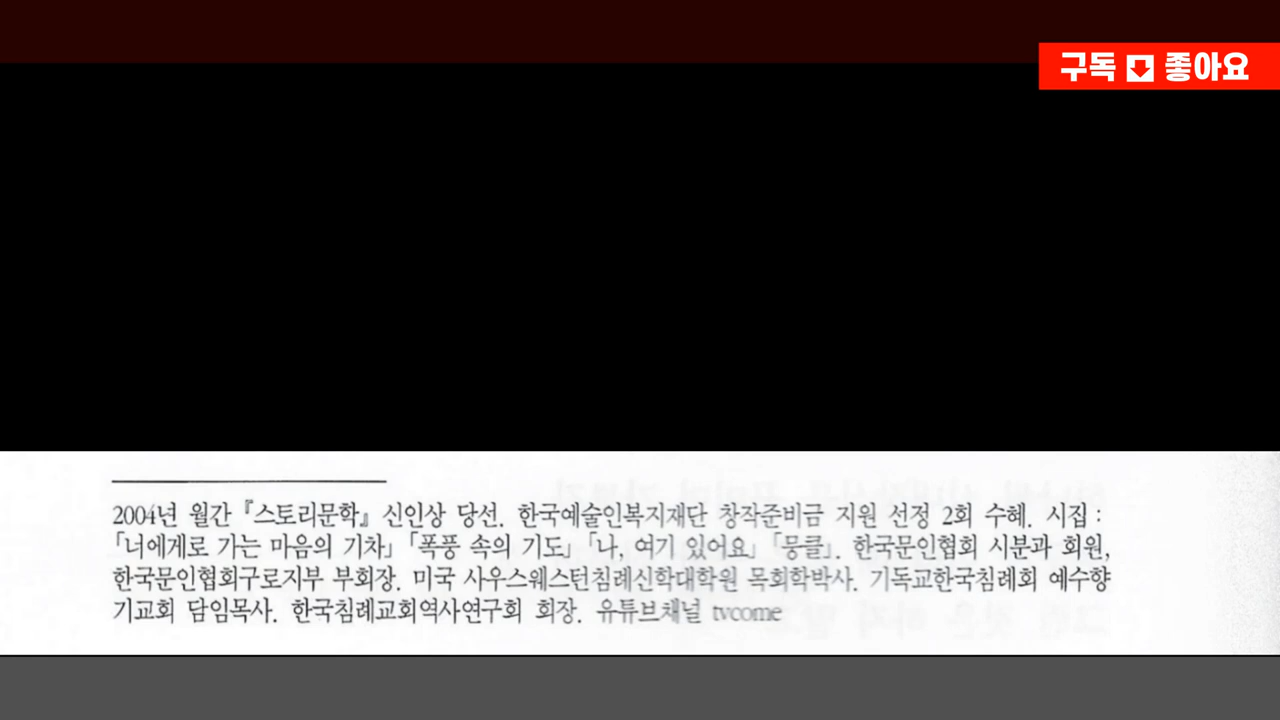 구독 좋아요
2004년 월간 『스토리문학』 신인상 당선. 한국예술인복지재단 창작준비금 지원 선정 2회 수혜. 시집 :
「너에게로 가는 마음의 기차」 「폭풍 속의 기도」 「나, 여기 있어요」 「뭉클」. 한국문인협회 시분과 회원,
한국문인협회구로지부 부회장. 미국 사우스웨스턴침례신학대학원 목회학박사. 기독교한국침례회 예수향
기교회 담임목사. 한국침례교회역사연구회 회장. 유튜브채널 tvcome